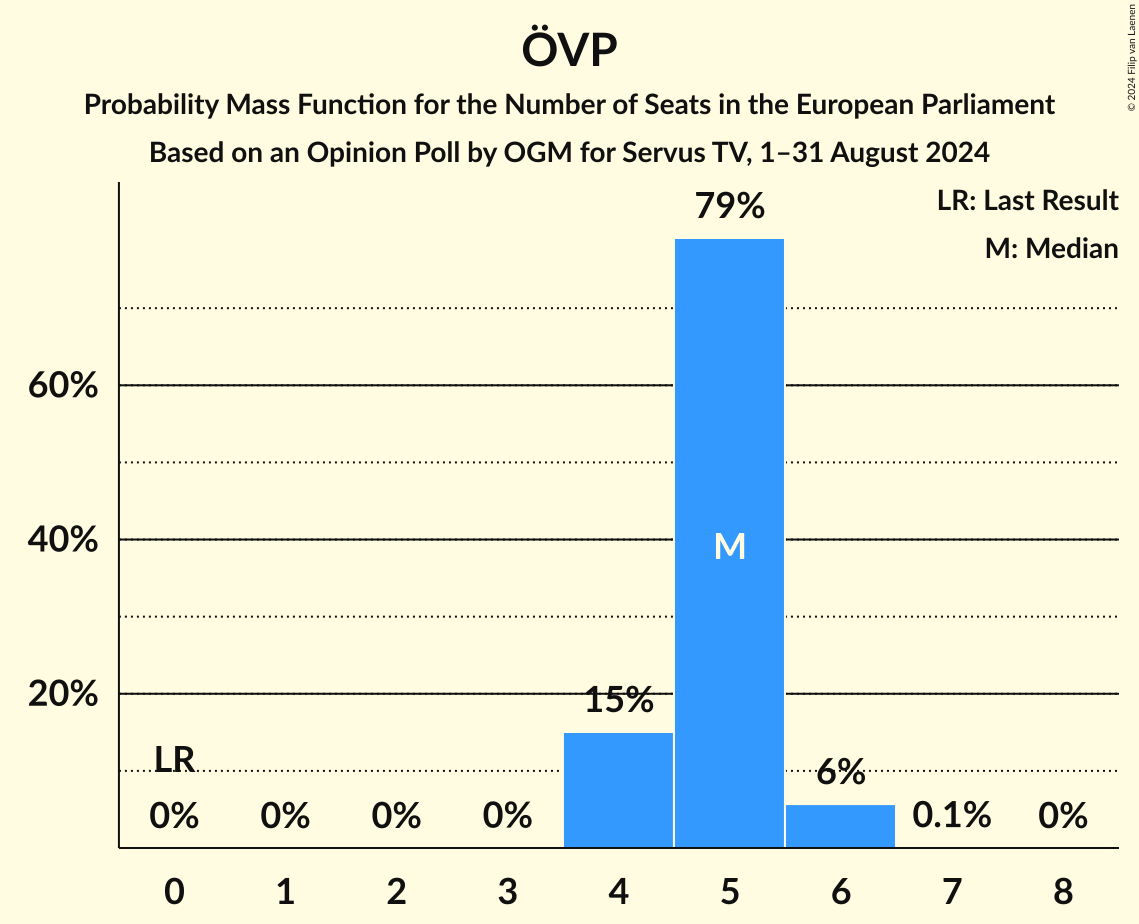 ÖVP
Probability Mass Function for the Number of Seats in the European Parliament
Based on an Opinion Poll by OGM for Servus TV, 1–31 August 2024
© 2024 Filip van Laenen
LR: Last Result
M: Median
79%
60%
40%
M
20%
15%
LR
6%
0%
0%
0%
0%
0.1%
0%
0
1
2
3
4
5
6
7
8